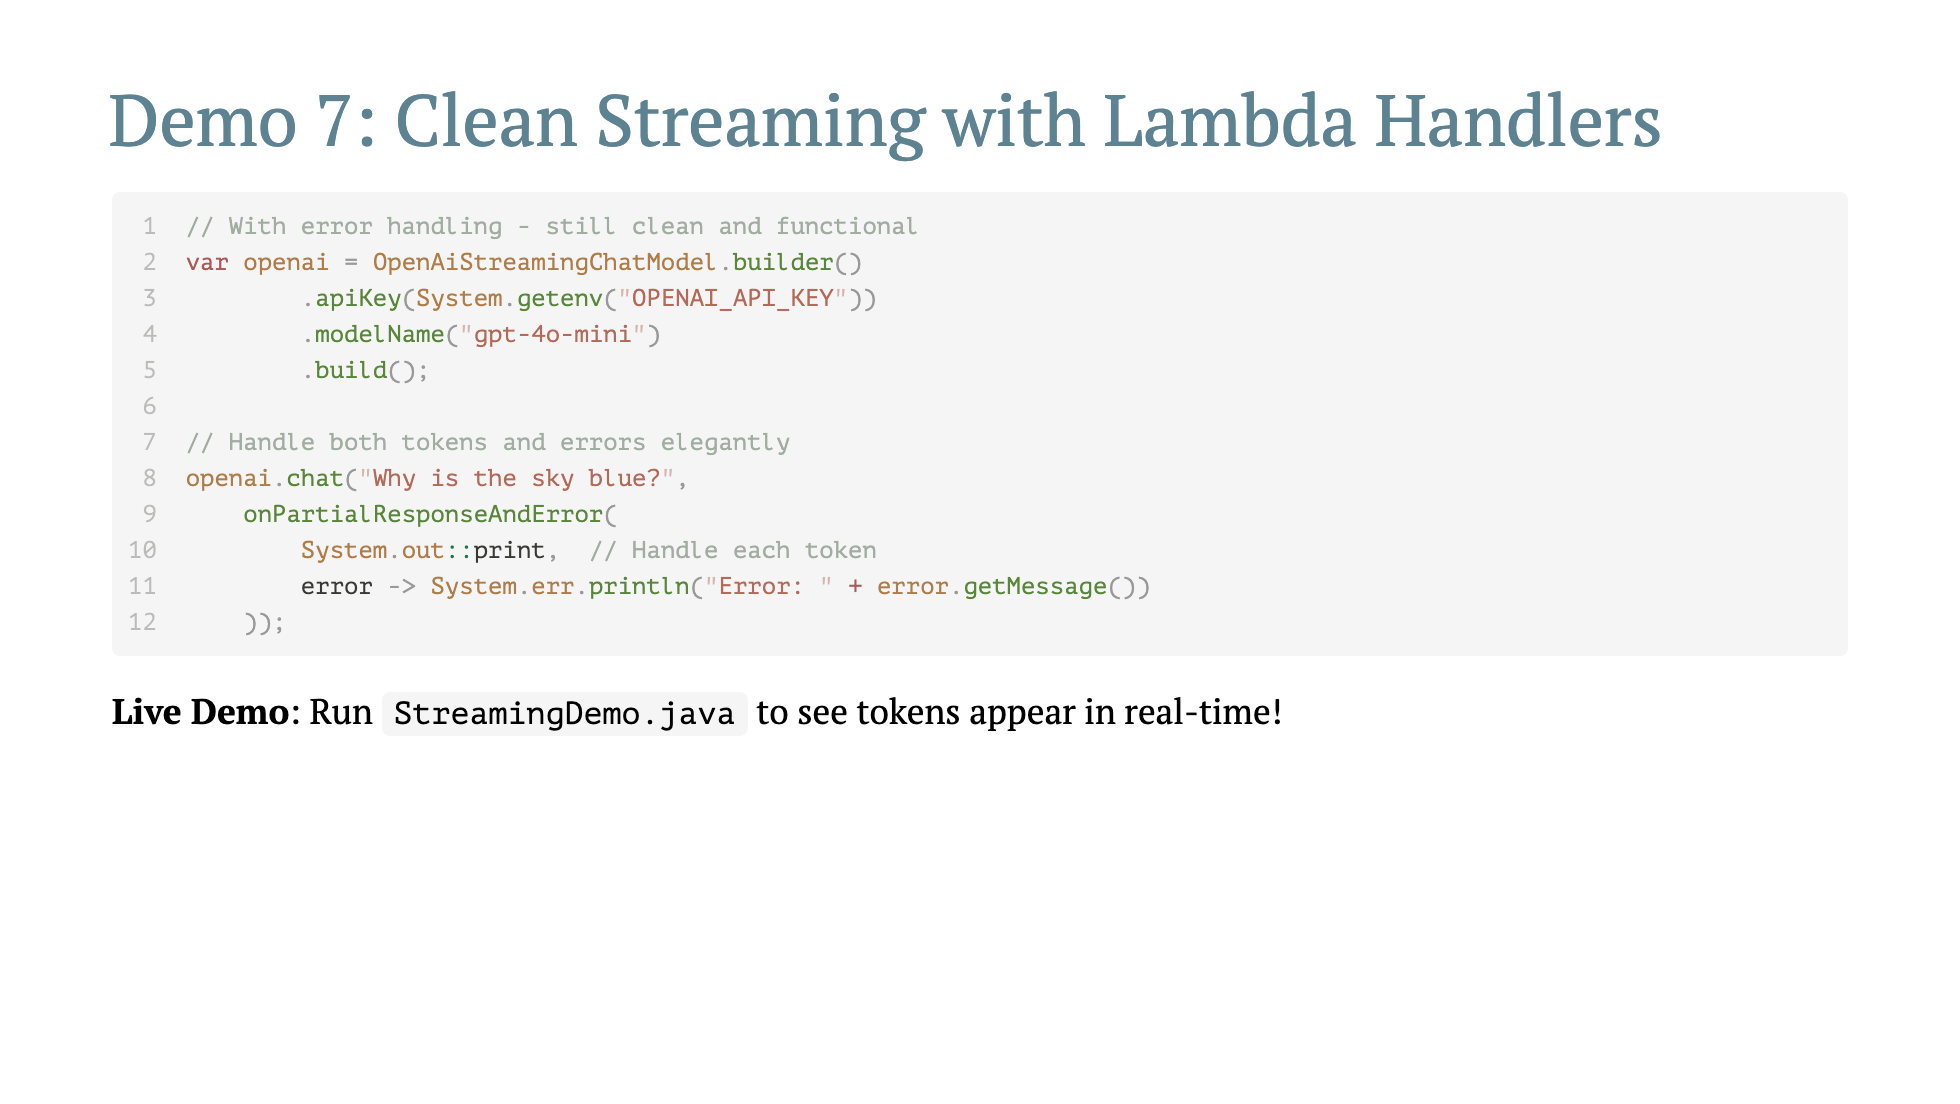 Demo 7: Clean Streaming with Lambda Handlers
1 // With error handling - still clean and functional
2 var openai = OpenAiStreamingChatModel.builder()
3         .apiKey(System.getenv("OPENAI_API_KEY"))
4         .modelName("gpt-4o-mini")
5         .build();
6
7 // Handle both tokens and errors elegantly
8 openai.chat("Why is the sky blue?",
9     onPartialResponseAndError(
10         System.out::print,  // Handle each token
11         error -> System.err.println("Error: " + error.getMessage())
12     ));
Live Demo: Run StreamingDemo.java to see tokens appear in real-time!